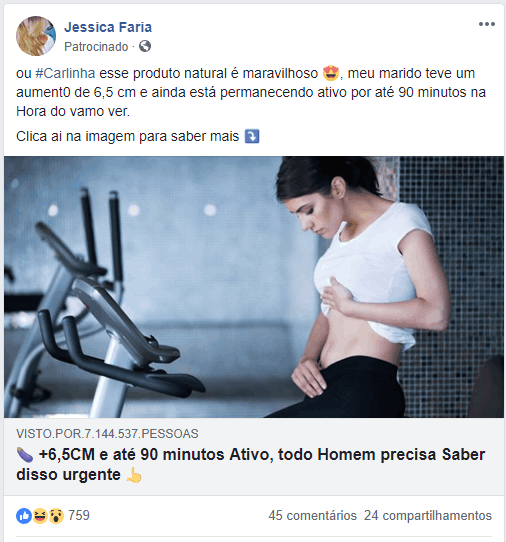 Jessica Faria
Patrocinado ·
ou #Carlinha esse produto natural é maravilhoso 😍, meu marido teve um
aument0 de 6,5 cm e ainda está permanecendo ativo por até 90 minutos na
Hora do vamo ver.
Clica ai na imagem para saber mais ⤵️
VISTO.POR.7.144.537.PESSOAS
🍆 +6,5CM e até 90 minutos Ativo, todo Homem precisa Saber
disso urgente 👆
759 45 comentários 24 compartilhamentos